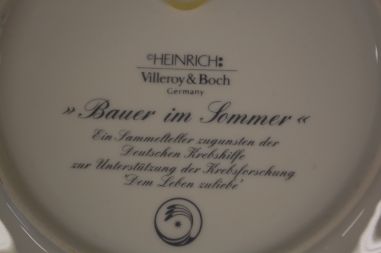 ©HEINRICH
Villeroy & Boch
Germany
»Bauer im Sommer«
Ein Sammelteller zugunsten der
Deutschen Krebshilfe
zur Unterstützung der Krebsforschung
"Dem Leben zuliebe"